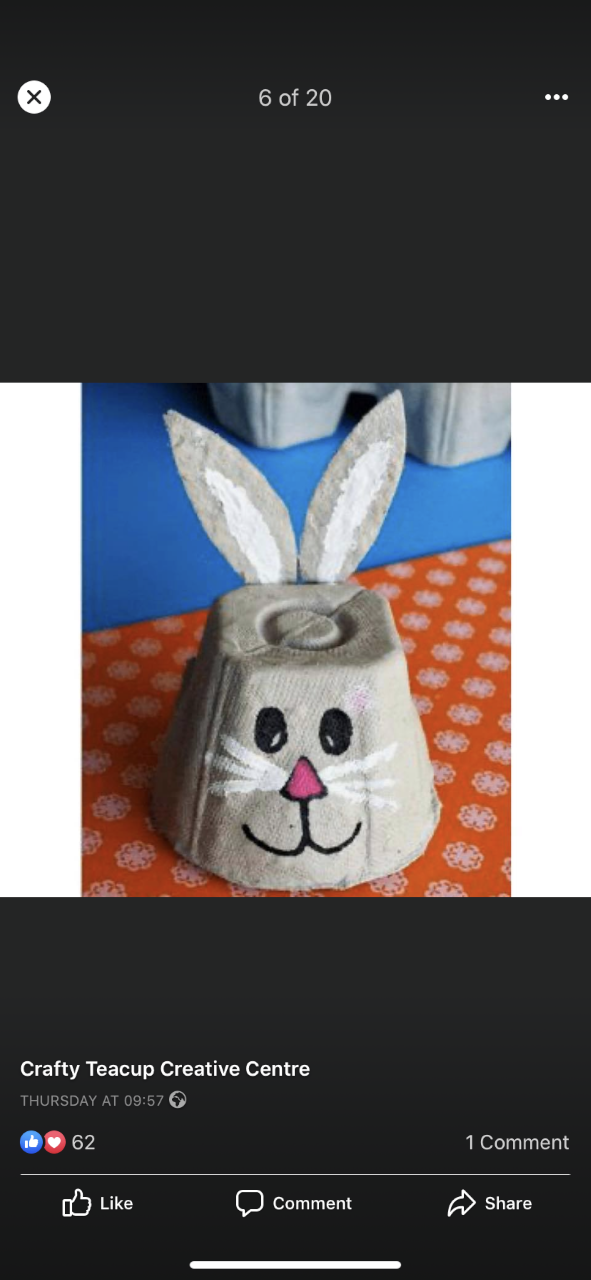 6 of 20
Crafty Teacup Creative Centre
THURSDAY AT 09:57
62
1 Comment
Like
Comment
Share